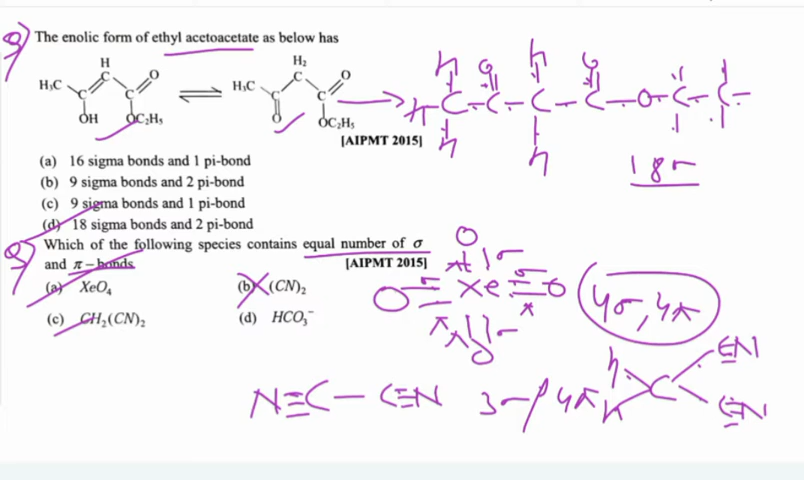 Q) The enolic form of ethyl acetoacetate as below has
H
H₃C C C O
OH OC₂H₅
H₂
H₃C C C C O
O OC₂H₅
[AIPMT 2015]
H O H O
H-C-C-C-C-O-C-C-
H H
18σ
(a) 16 sigma bonds and 1 pi-bond
(b) 9 sigma bonds and 2 pi-bond
(c) 9 sigma bonds and 1 pi-bond
(d) 18 sigma bonds and 2 pi-bond
Q) Which of the following species contains equal number of σ
and π – bonds
[AIPMT 2015]
(a) XeO₄
(b) (CN)₂
(c) CH₂(CN)₂
(d) HCO₃⁻
O
π σ
O = Xe = O
π σ
O
4σ, 4π
N≡C – C≡N 3σ, 4π
H C C≡N
H C≡N